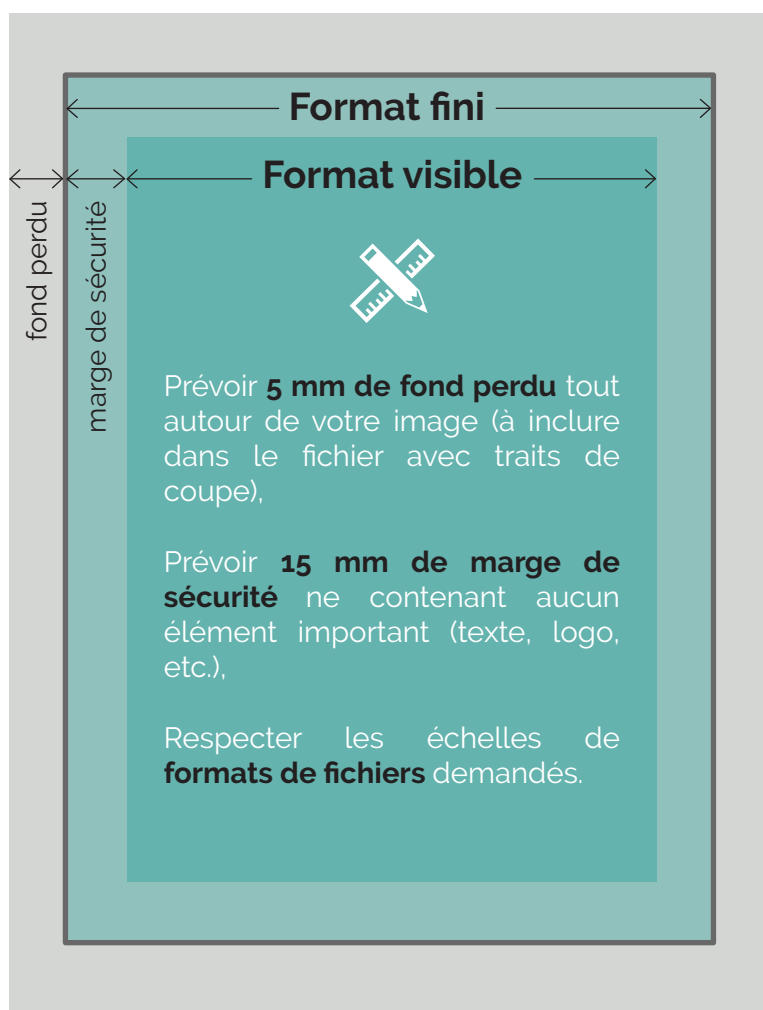 Format fini
Format visible
fond perdu
marge de sécurité
Prévoir 5 mm de fond perdu tout
autour de votre image (à inclure
dans le fichier avec traits de
coupe),
Prévoir 15 mm de marge de
sécurité ne contenant aucun
élément important (texte, logo,
etc.),
Respecter les échelles de
formats de fichiers demandés.